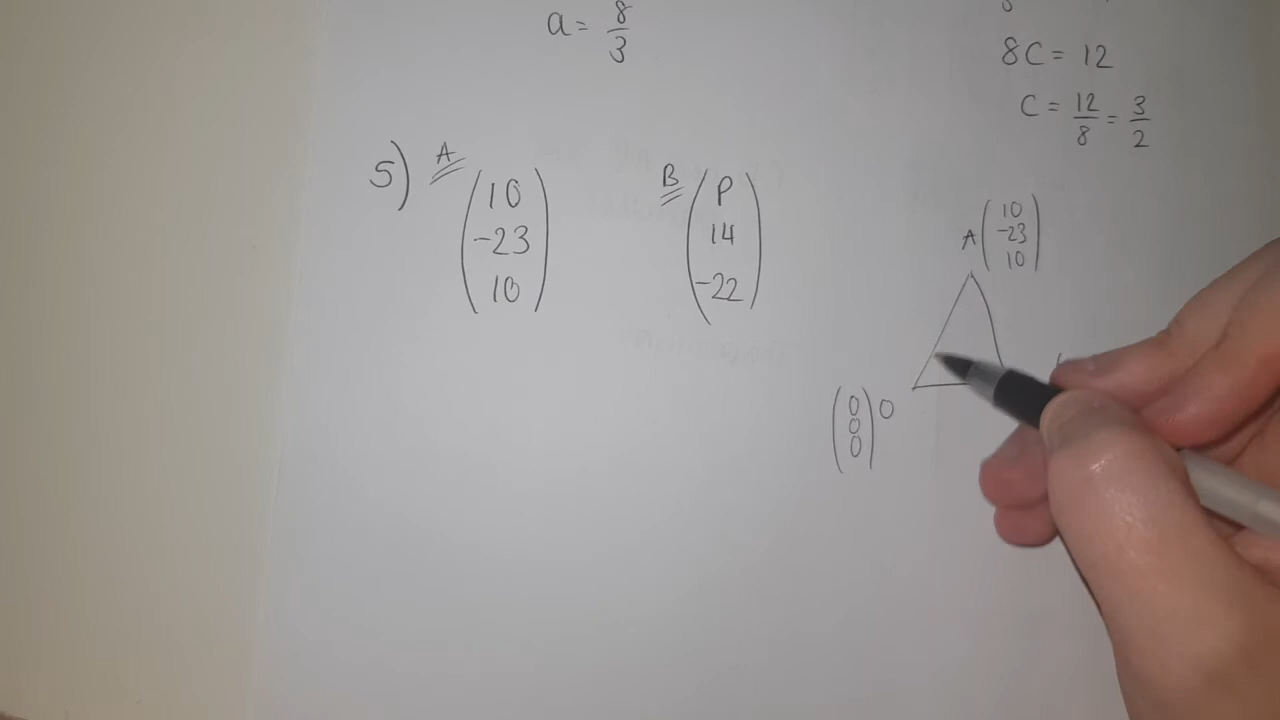 a = 8/3
8C = 12
C = 12/8 = 3/2
5) A (10 -23 10) B (P 14 -22)
A (10 -23 10)
(0 0 0) O